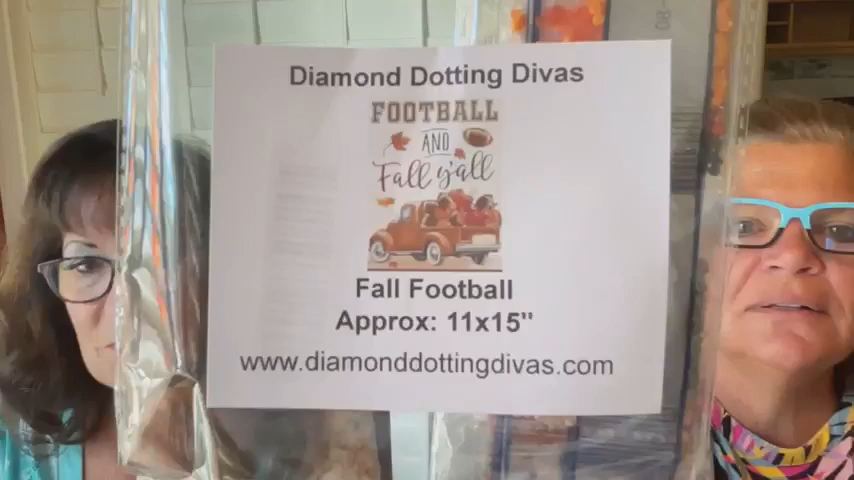 Diamond Dotting Divas
FOOTBALL
AND
Fall y'all
Fall Football
Approx: 11x15"
www.diamonddottingdivas.com